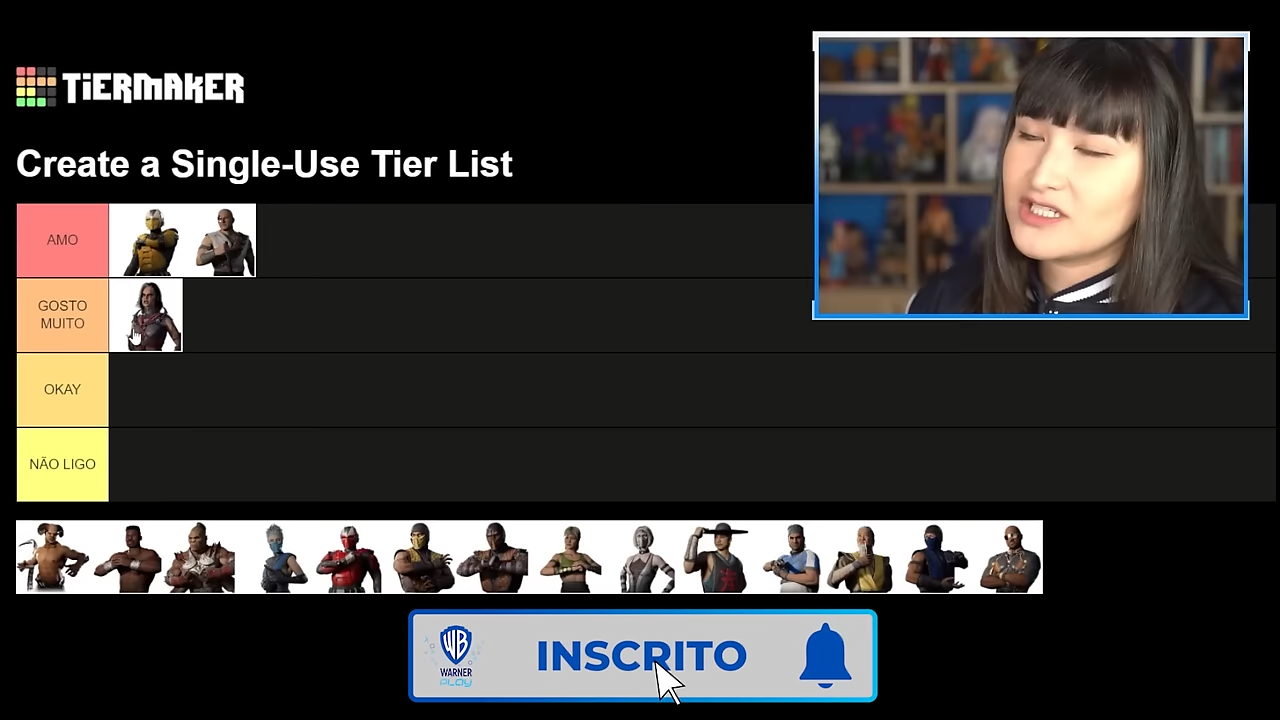 TiERMAKER
Create a Single-Use Tier List
AMO
GOSTO
MUITO
OKAY
NÃO LIGO
WB
WARNER
PLAY
INSCRITO